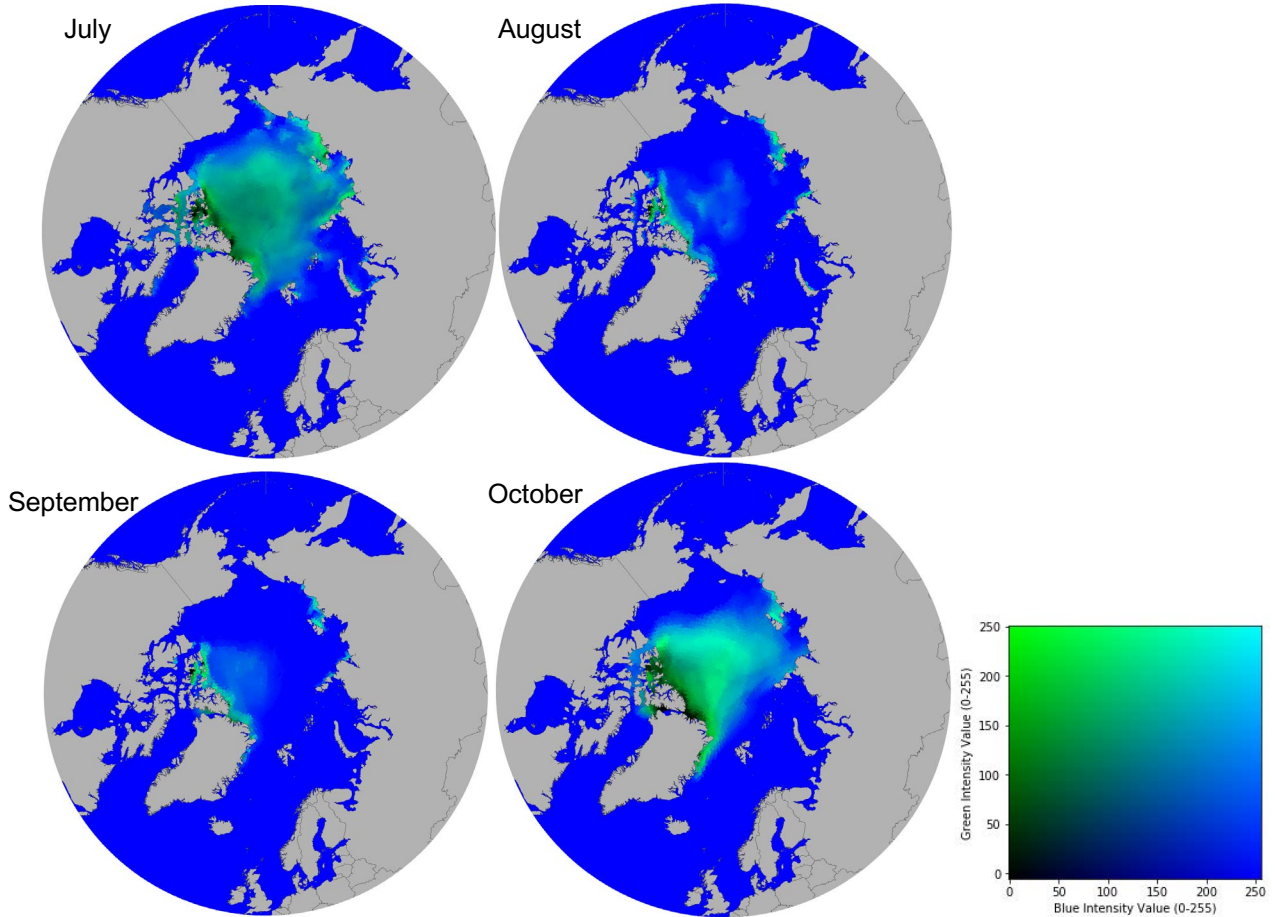 July
August
September
October
250
200
150
100
50
0
Green Intensity Value (0-255)
0
50
100
150
200
250
Blue Intensity Value (0-255)